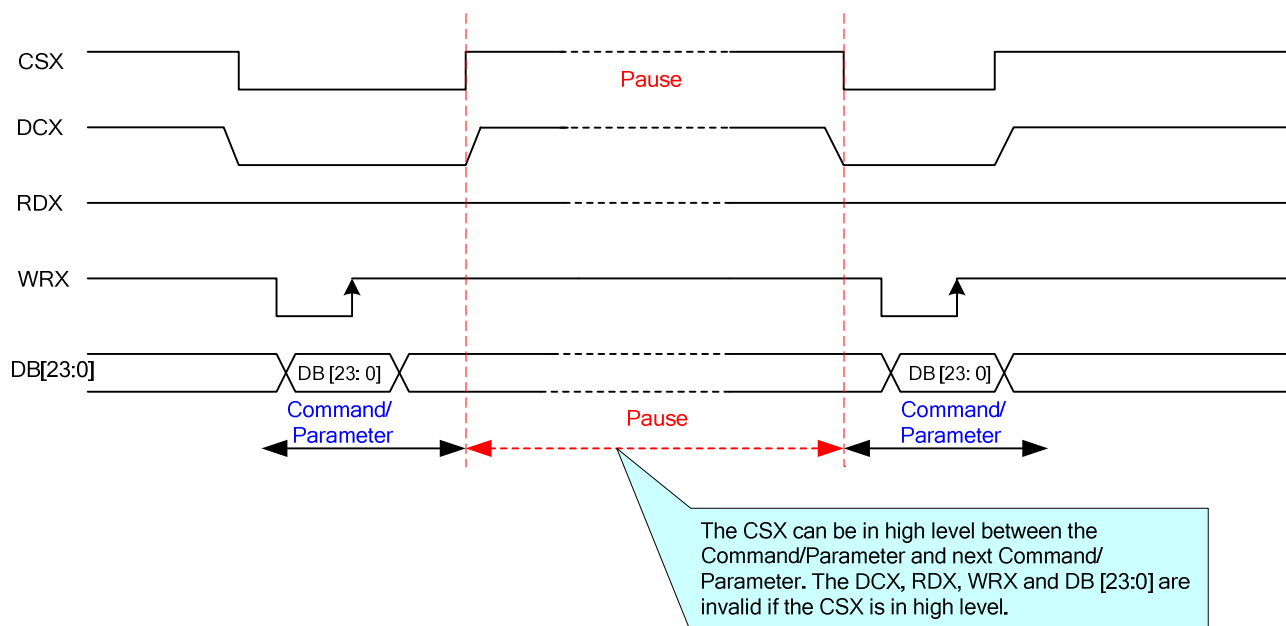 CSX
Pause
DCX
RDX
WRX
DB[23:0]
DB [23: 0]
DB [23: 0]
Command/
Parameter
Pause
Command/
Parameter
The CSX can be in high level between the
Command/Parameter and next Command/
Parameter. The DCX, RDX, WRX and DB [23:0] are
invalid if the CSX is in high level.